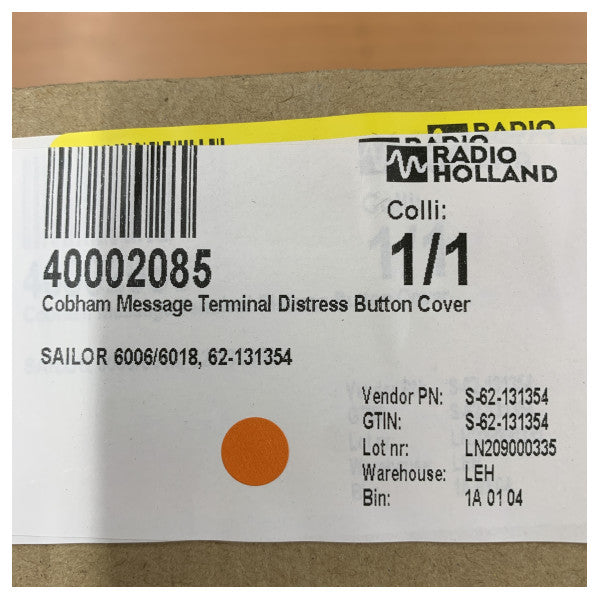 RADIO
RADIO
HOLLAND
Colli:
1/1
40002085
Cobham Message Terminal Distress Button Cover
SAILOR 6006/6018, 62-131354
Vendor PN: S-62-131354
GTIN: S-62-131354
Lot nr: LN209000335
Warehouse: LEH
Bin: 1A 01 04